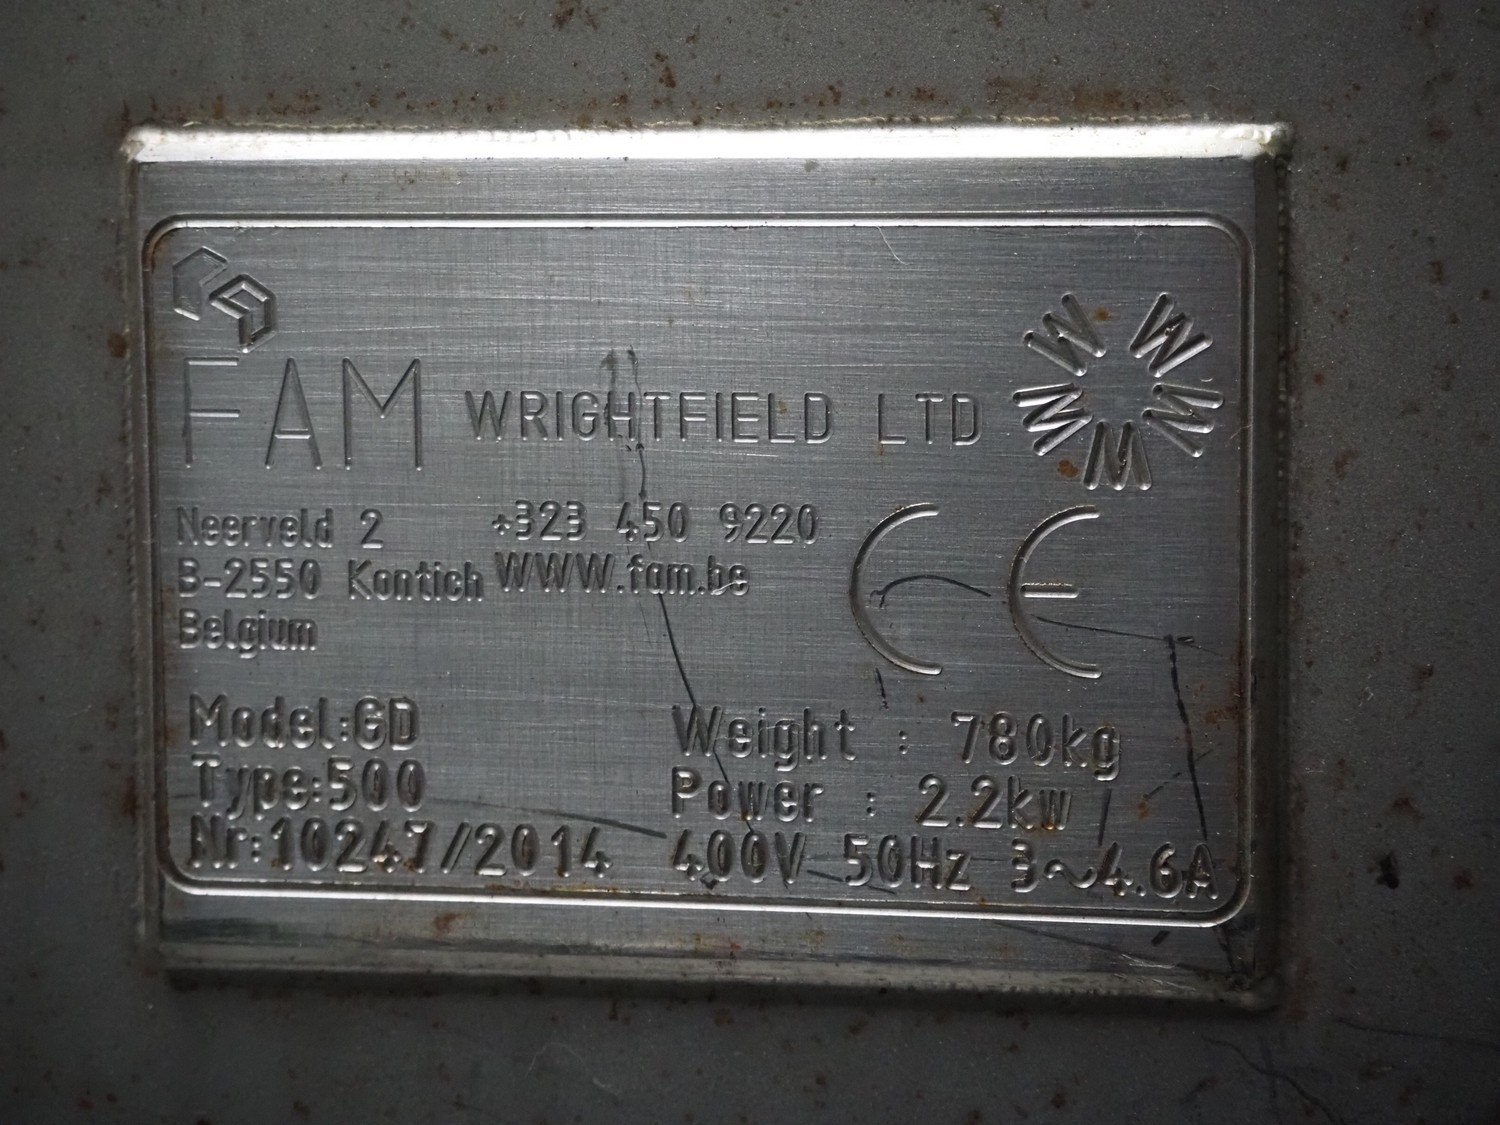 FAM WRIGHTFIELD LTD
W W W W W
Neerveld 2
B-2550 Kontich
Belgium
+323 450 9220
WWW.fam.be
CE
Model:GD
Type:500
Nr:10247//2014
Weight : 780kg
Power : 2.2kw
400V 50Hz 3~4.6A